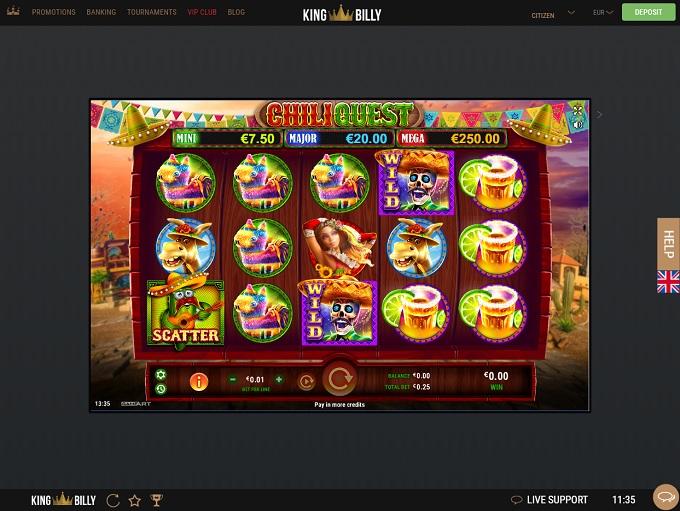 PROMOTIONS BANKING TOURNAMENTS VIP CLUB BLOG
KING BILLY
CITIZEN
EUR
DEPOSIT
CHILIQUEST
MINI €7.50 MAJOR €20.00 MEGA €250.00
WILD
WILD
SCATTER
€0.01
BET PER LINE
BALANCE €0.00
TOTAL BET €0.25
€0.00
WIN
13:35
Pay in more credits
HELP
KING BILLY
LIVE SUPPORT
11:35